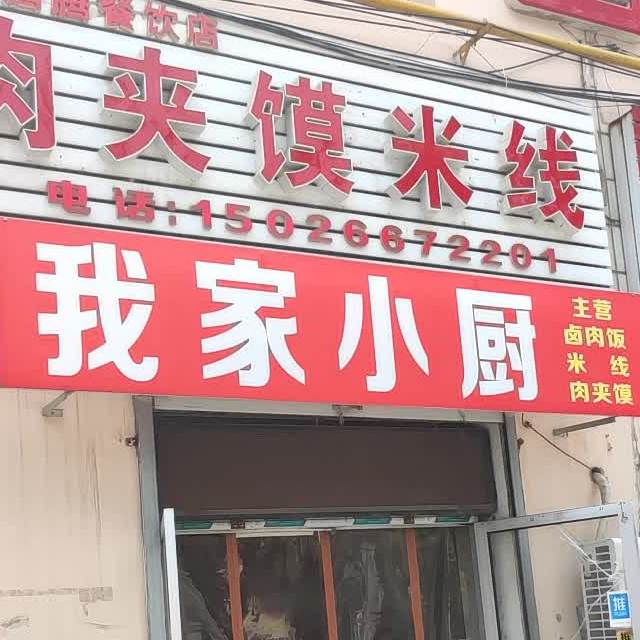 餐饮店
肉夹馍米线
电话:15026672201
我家小厨
主营
卤肉饭
米线
肉夹馍
推